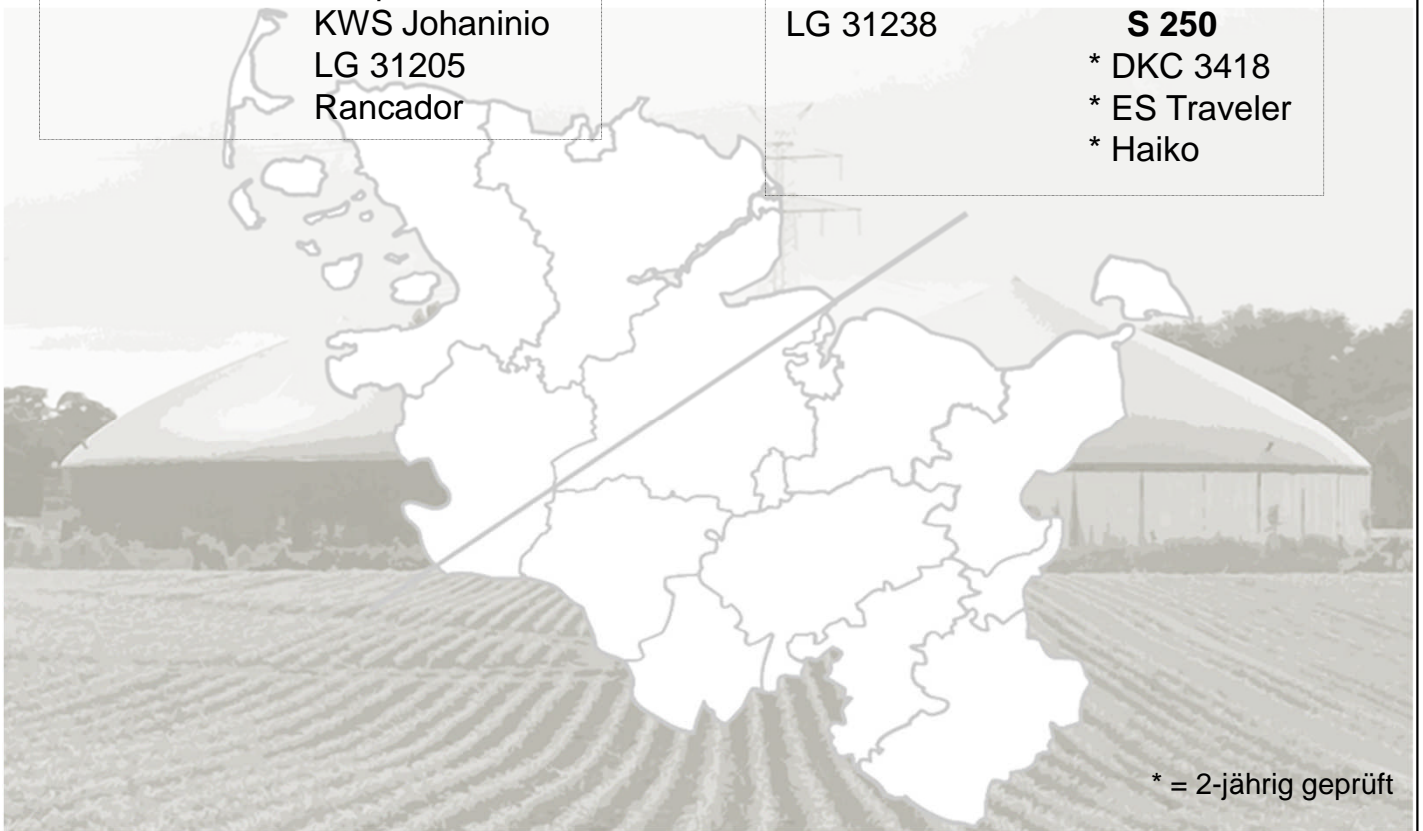 KWS Johaninio
LG 31205
Rancador
LG 31238
S 250
* DKC 3418
* ES Traveler
* Haiko
* = 2-jährig geprüft